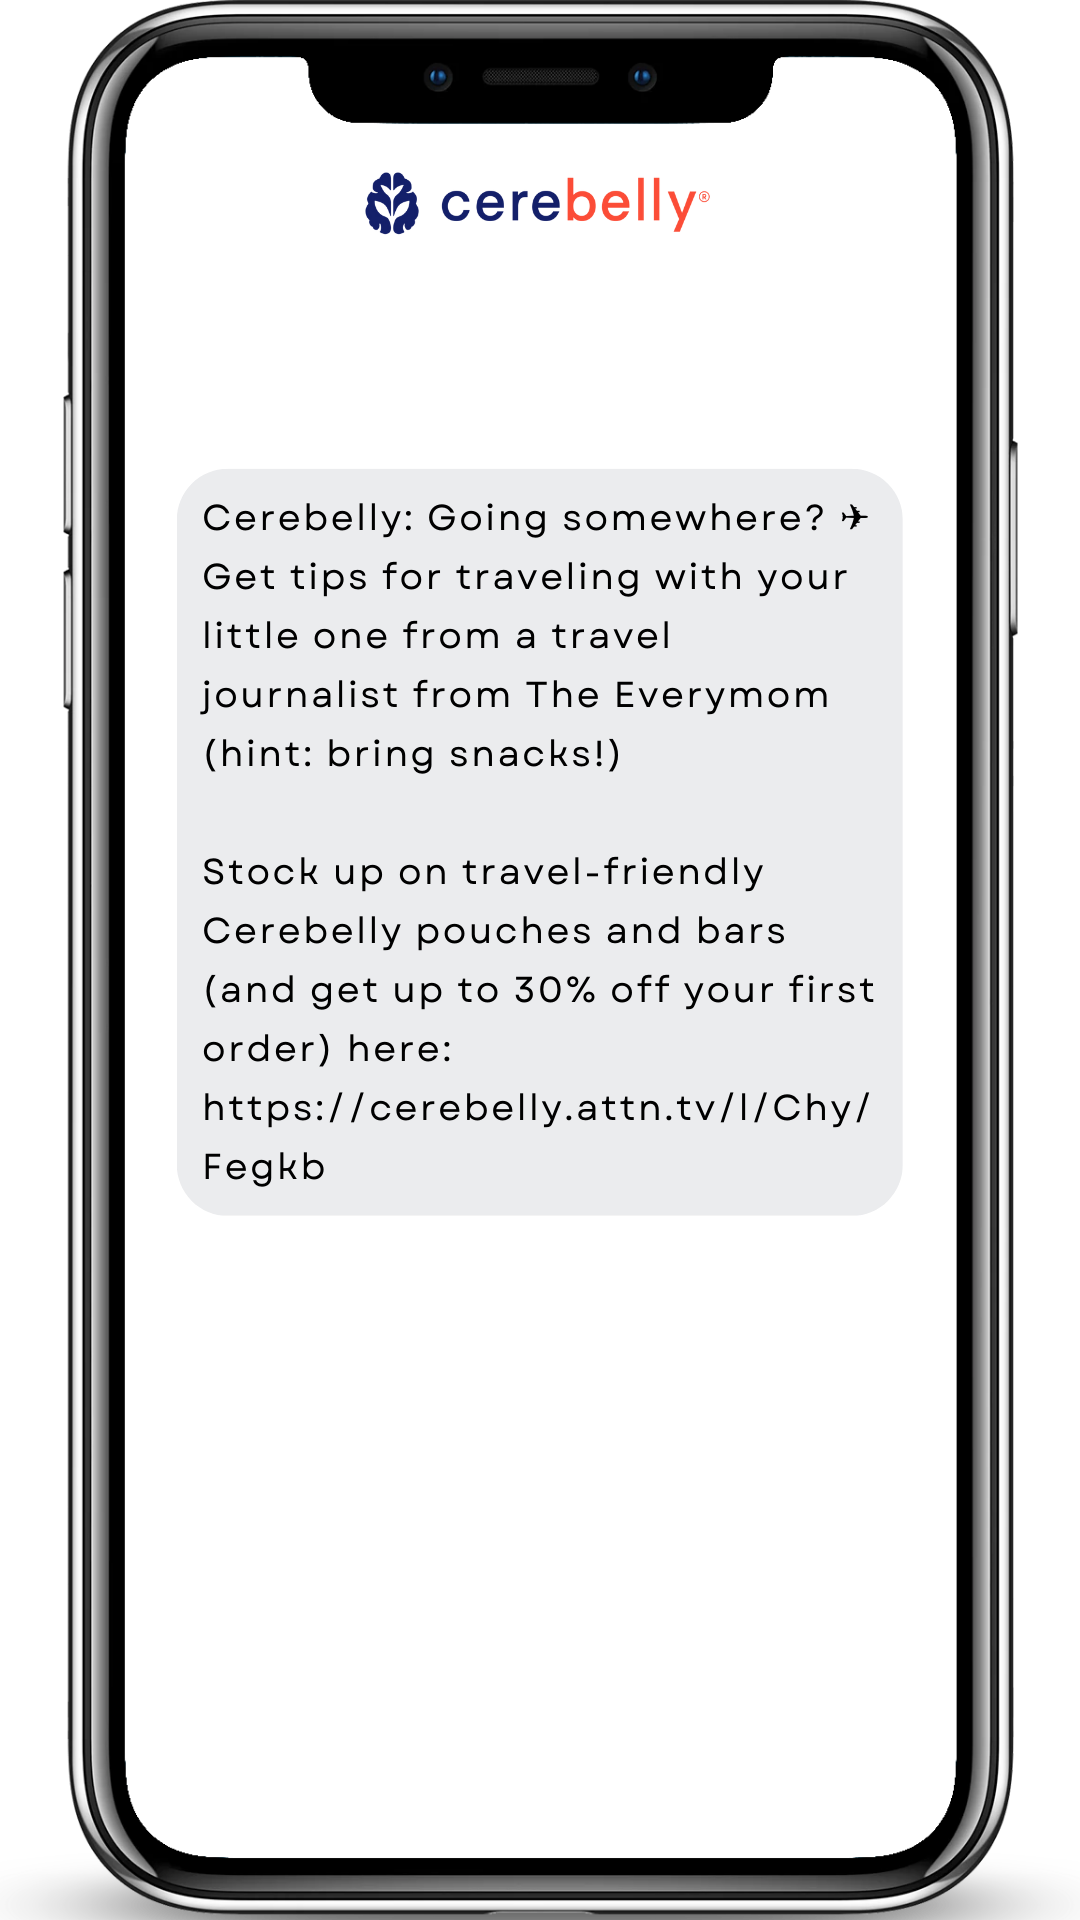 cerebelly®
Cerebelly: Going somewhere? ✈
Get tips for traveling with your
little one from a travel
journalist from The Everymom
(hint: bring snacks!)
Stock up on travel-friendly
Cerebelly pouches and bars
(and get up to 30% off your first
order) here:
https://cerebelly.attn.tv/l/Chy/
Fegkb